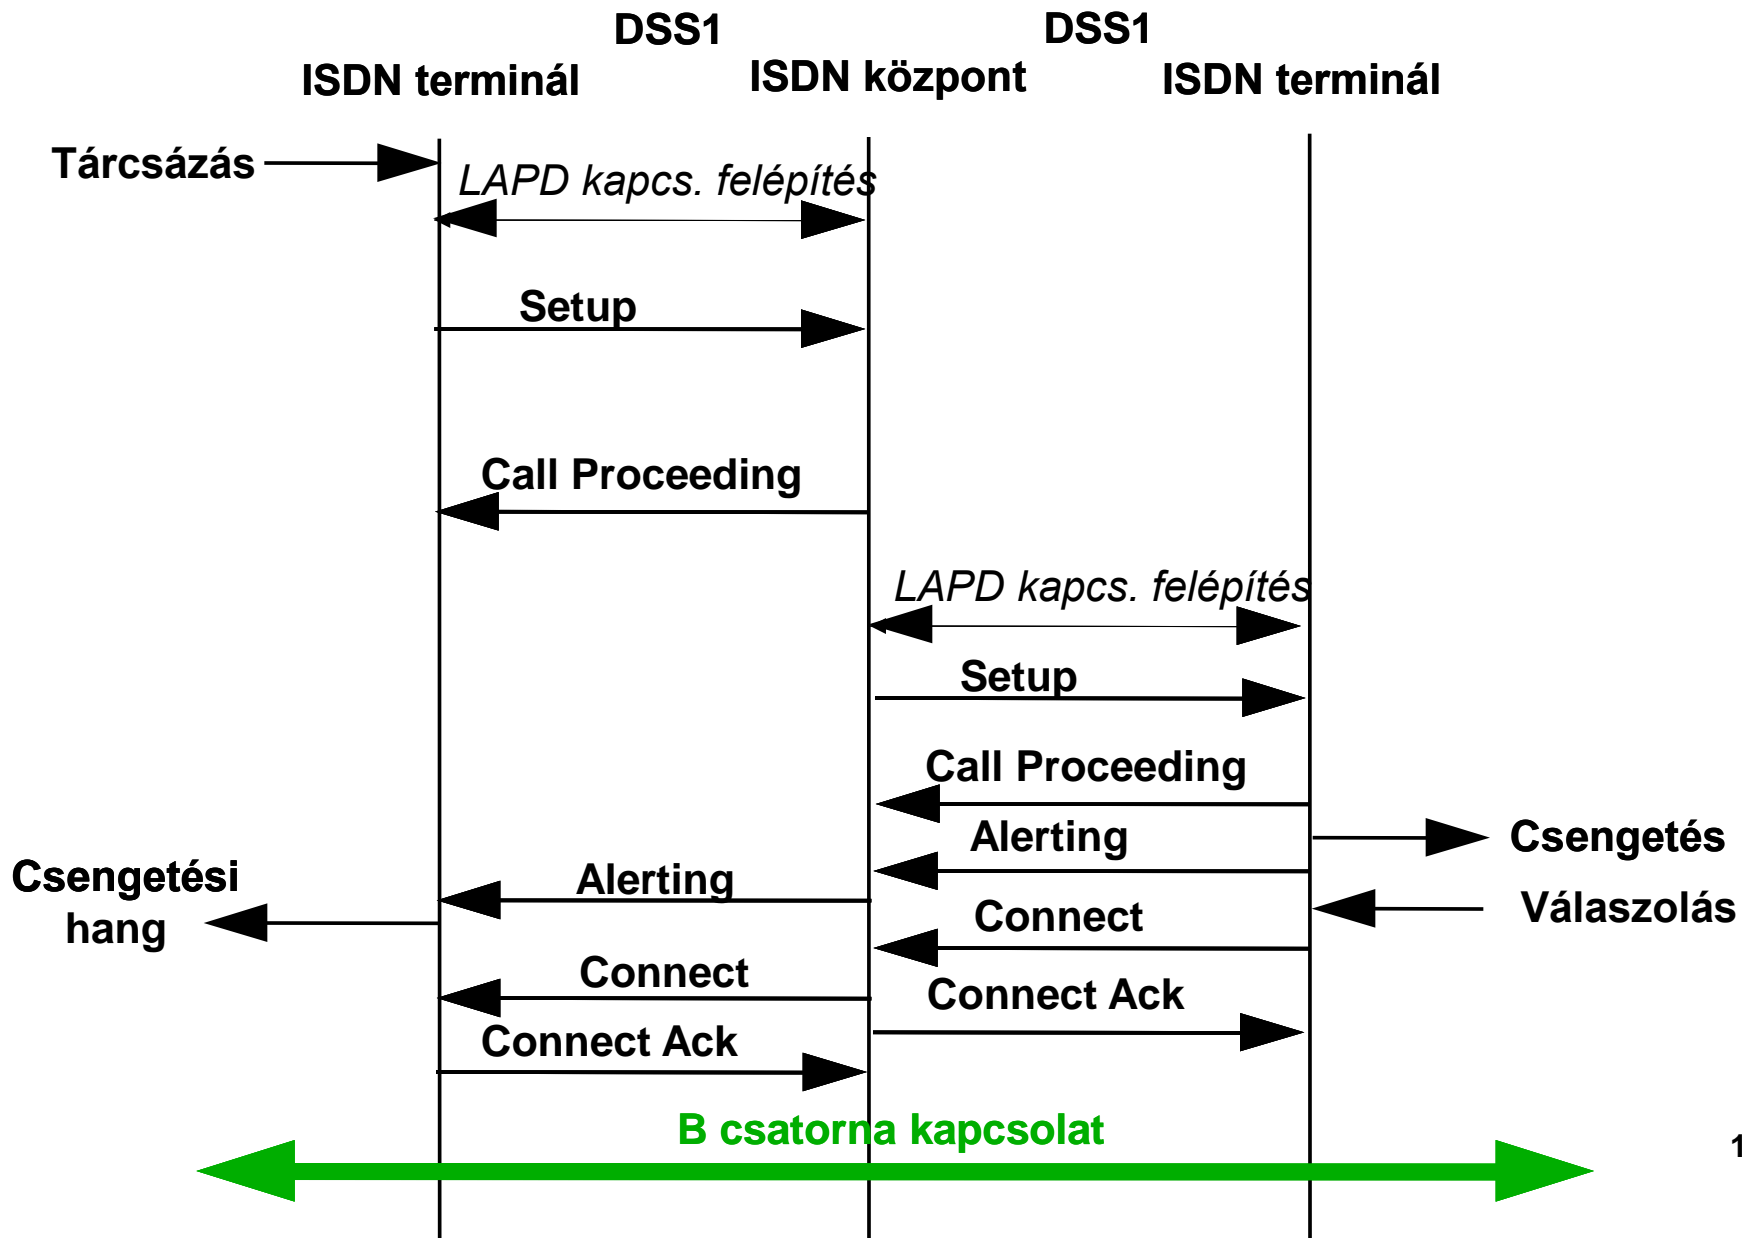 DSS1 DSS1
ISDN terminál ISDN központ ISDN terminál
Tárcsázás
LAPD kapcs. felépítés
Setup
Call Proceeding
LAPD kapcs. felépítés
Setup
Call Proceeding
Alerting
Csengetés
Csengetési
hang
Alerting
Connect
Válaszolás
Connect
Connect Ack
Connect Ack
B csatorna kapcsolat
1